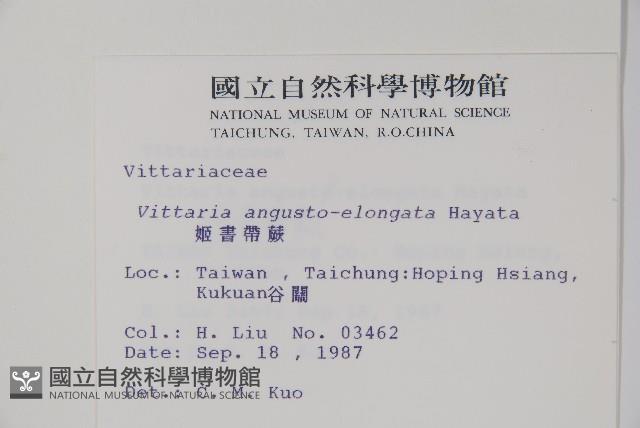 國立自然科學博物館
NATIONAL MUSEUM OF NATURAL SCIENCE
TAICHUNG, TAIWAN, R.O.CHINA
Vittariaceae
Vittaria angusto-elongata Hayata
姬書帶蕨
Loc.: Taiwan , Taichung:Hoping Hsiang,
Kukuan谷關
Col.: H. Liu No. 03462
Date: Sep. 18 , 1987
Det.: C. M. Kuo
國立自然科學博物館
NATIONAL MUSEUM OF NATURAL SCIENCE